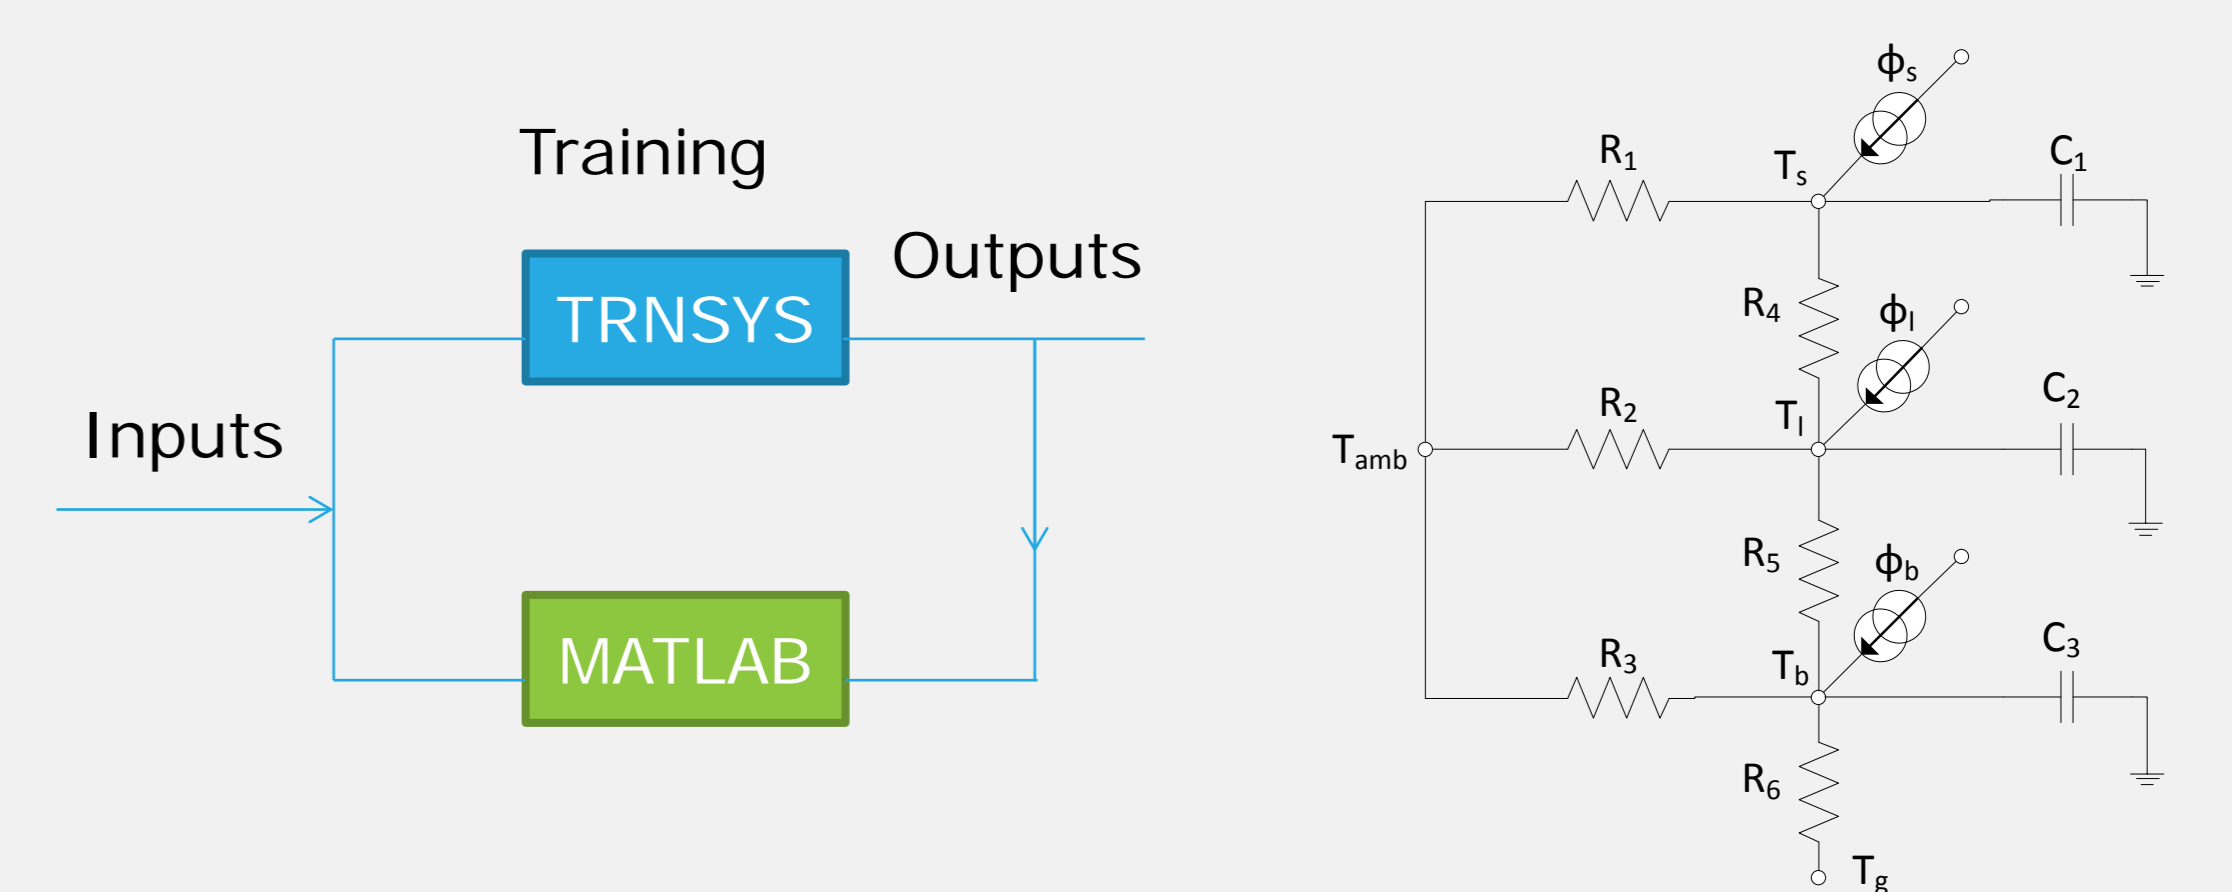 Training
Outputs
TRNSYS
Inputs
MATLAB
ϕs
R1
Ts
C1
R4
ϕl
R2
Tl
C2
Tamb
R5
ϕb
R3
Tb
C3
R6
Tg